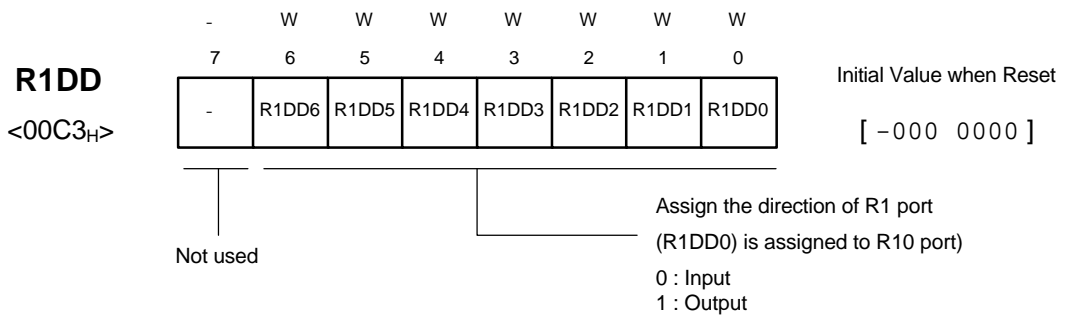 - W W W W W W W
7 6 5 4 3 2 1 0
R1DD
<00C3H>
- R1DD6 R1DD5 R1DD4 R1DD3 R1DD2 R1DD1 R1DD0
Initial Value when Reset
[ -000 0000 ]
Not used
Assign the direction of R1 port
(R1DD0) is assigned to R10 port)
0 : Input
1 : Output